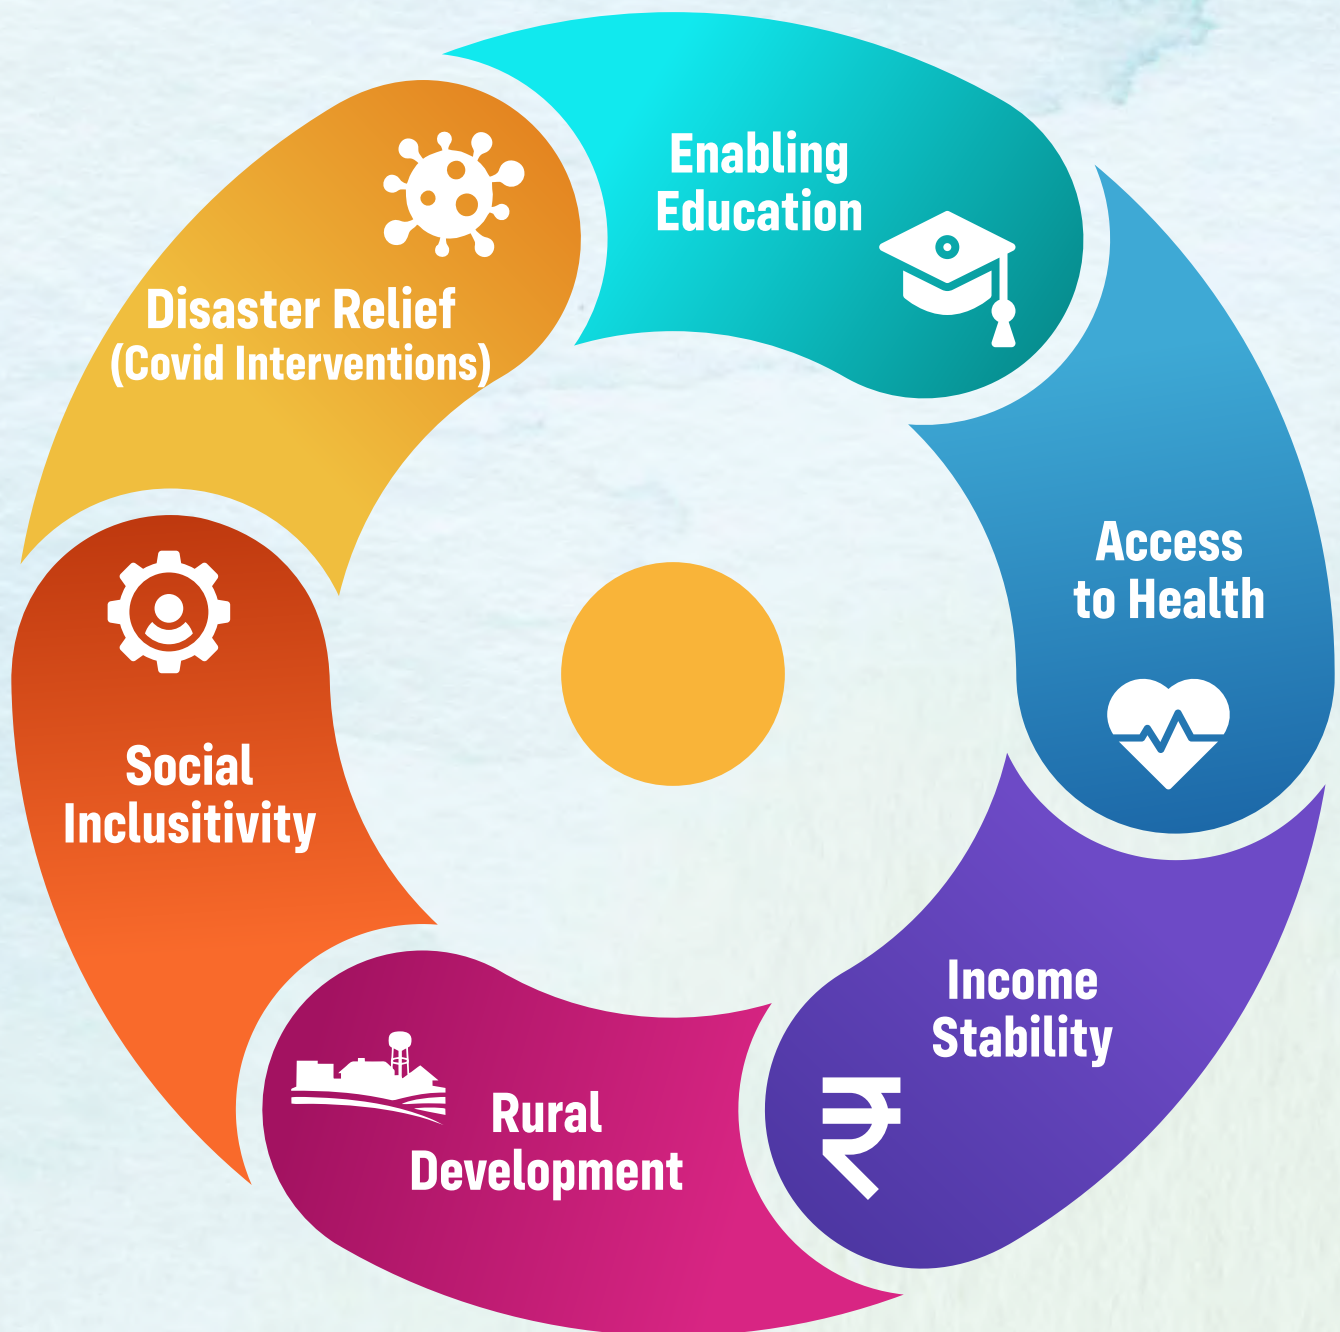 Enabling
Education
Access
to Health
Income
Stability
Rural
Development
Social
Inclusitivity
Disaster Relief
(Covid Interventions)